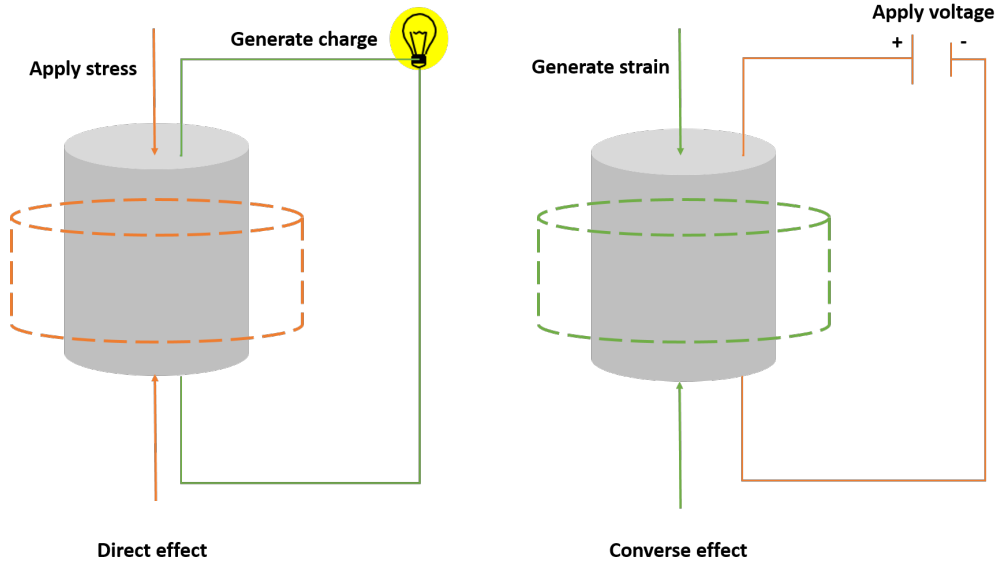 Apply voltage
Generate charge
+ -
Apply stress
Generate strain
Direct effect
Converse effect